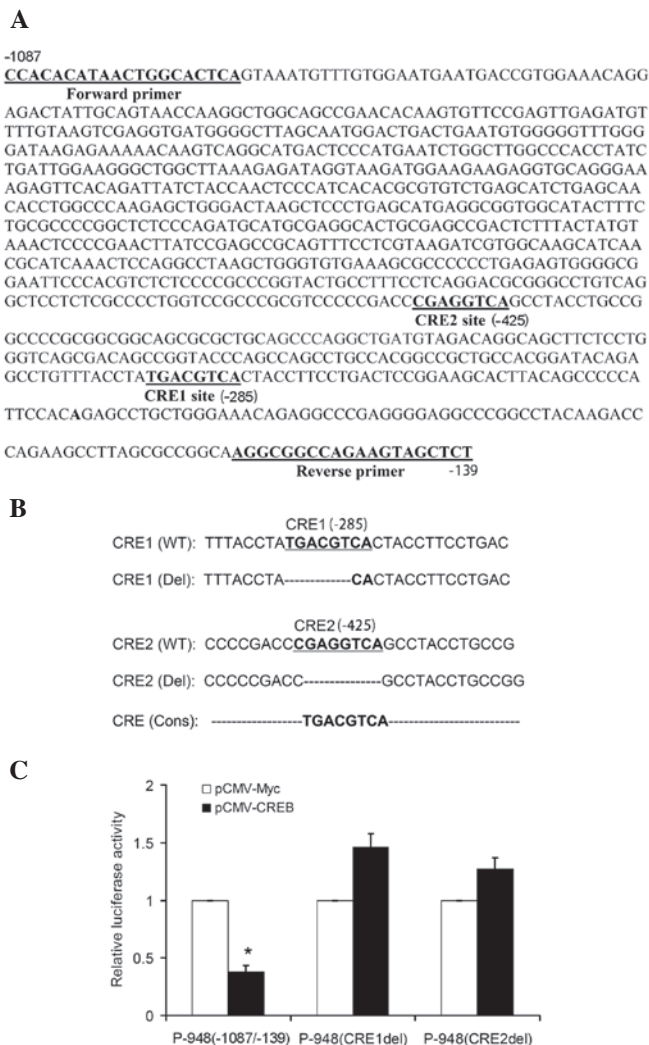 A
-1087
CCACACATAACTGGCACTCAGTAAATGTTTGTGGAATGAATGACCGTGGAAACAGG
Forward primer
AGACTATTGCAGTAACCAAGGCTGGCAGCCGAACACAAGTGTTCCGAGTTGAGATGT
TTTGTAAGTCGAGGTGATGGGGCTTAGCAATGGACTGACTGAATGTGGGGGTTTGGG
GATAAGAGAAAAACAAGTCAGGCATGACTCCCATGAATCTGGCTTGGCCCACCTATC
TGATTGGAAGGGCTGGCTTAAAGAGATAGGTAAGATGGAAGAAGAGGTGCAGGGAA
AGAGTTCACAGATTATCTACCAACTCCCATCACACGCGTGTCTGAGCATCTGAGCAA
CACCTGGCCCAAGAGCTGGGACTAAGCTCCCTGAGCATGAGGCGGTGGCATACTTTC
TGCGCCCCGGCTCTCCCAGATGCATGCGAGGCACTGCGAGCCGACTCTTTACTATGT
AAACTCCCCGAACTTATCCGAGCCGCAGTTTCCTCGTAAGATCGTGGCAAGCATCAA
CGCATCAAACTCCAGGCCTAAGCTGGGTGTGAAAGCGCCCCCCTGAGAGTGGGGCG
GAATTCCCACGTCTCTCCCCGCCCGGTACTGCCTTTCCTCAGGACGCGGGCCTGTCAG
GCTCCTCTCGCCCCTGGTCCGCCCGCGTCCCCCGACCCGAGGTCAGCCTACCTGCCG
CRE2 site (-425)
GCCCCGCGGCGGCAGCGCGCTGCAGCCCAGGCTGATGTAGACAGGCAGCTTCTCCTG
GGTCAGCGACAGCCGGTACCCAGCCAGCCTGCCACGGCCGCTGCCACGGATACAGA
GCCTGTTTACCTATGACGTCACTACCTTCCTGACTCCGGAAGCACTTACAGCCCCCA
CRE1 site (-285)
TTCCACAGAGCCTGCTGGGAAACAGAGGCCCGAGGGGAGGCCCGGCCTACAAGACC
CAGAAGCCTTAGCGCCGGCAAGGCGGCCAGAAGTAGCTCT
Reverse primer -139
B
CRE1 (-285)
CRE1 (WT): TTTACCTATGACGTCACTACCTTCCTGAC
CRE1 (Del): TTTACCTA-------------CACTACCTTCCTGAC
CRE2 (-425)
CRE2 (WT): CCCCGACCCGAGGTCAGCCTACCTGCCG
CRE2 (Del): CCCCCGACC---------------GCCTACCTGCCGG
CRE (Cons): -----------------TGACGTCA-------------------------
C
2
pCMV-Myc
pCMV-CREB
1.5
1
0.5
*
0
Relative luciferase activity
P-948(-1087/-139) P-948(CRE1del) P-948(CRE2del)